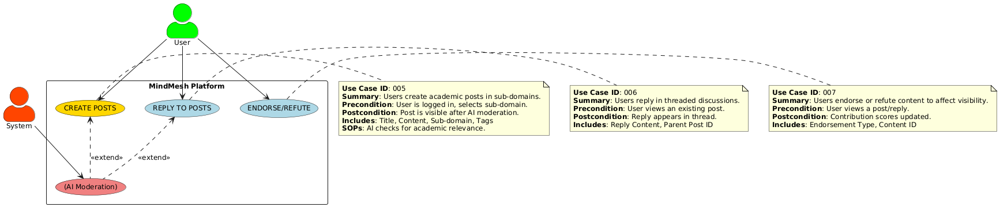 User
System
MindMesh Platform
CREATE POSTS
REPLY TO POSTS
ENDORSE/REFUTE
«extend»
«extend»
(AI Moderation)
Use Case ID: 005
Summary: Users create academic posts in sub-domains.
Precondition: User is logged in, selects sub-domain.
Postcondition: Post is visible after AI moderation.
Includes: Title, Content, Sub-domain, Tags
SOPs: AI checks for academic relevance.
Use Case ID: 006
Summary: Users reply in threaded discussions.
Precondition: User views an existing post.
Postcondition: Reply appears in thread.
Includes: Reply Content, Parent Post ID
Use Case ID: 007
Summary: Users endorse or refute content to affect visibility.
Precondition: User views a post/reply.
Postcondition: Contribution scores updated.
Includes: Endorsement Type, Content ID